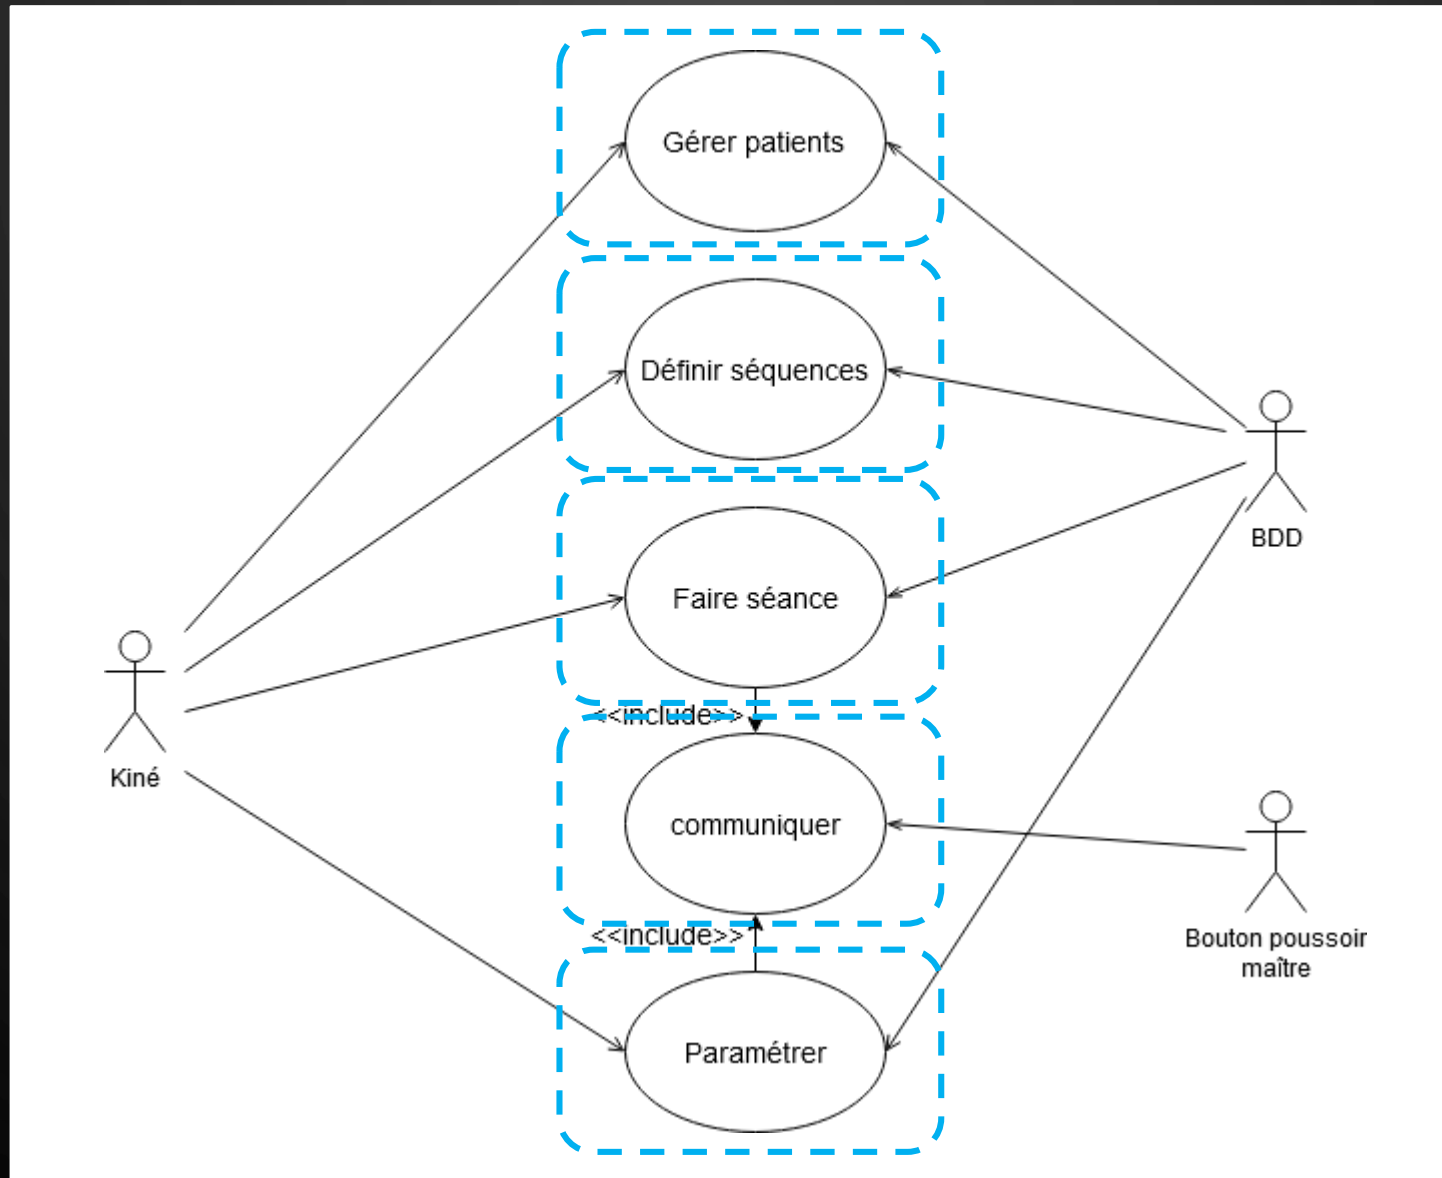 Gérer patients
Définir séquences
BDD
Faire séance
<<include>>
Kiné
communiquer
<<include>>
Bouton poussoir
maître
Paramétrer